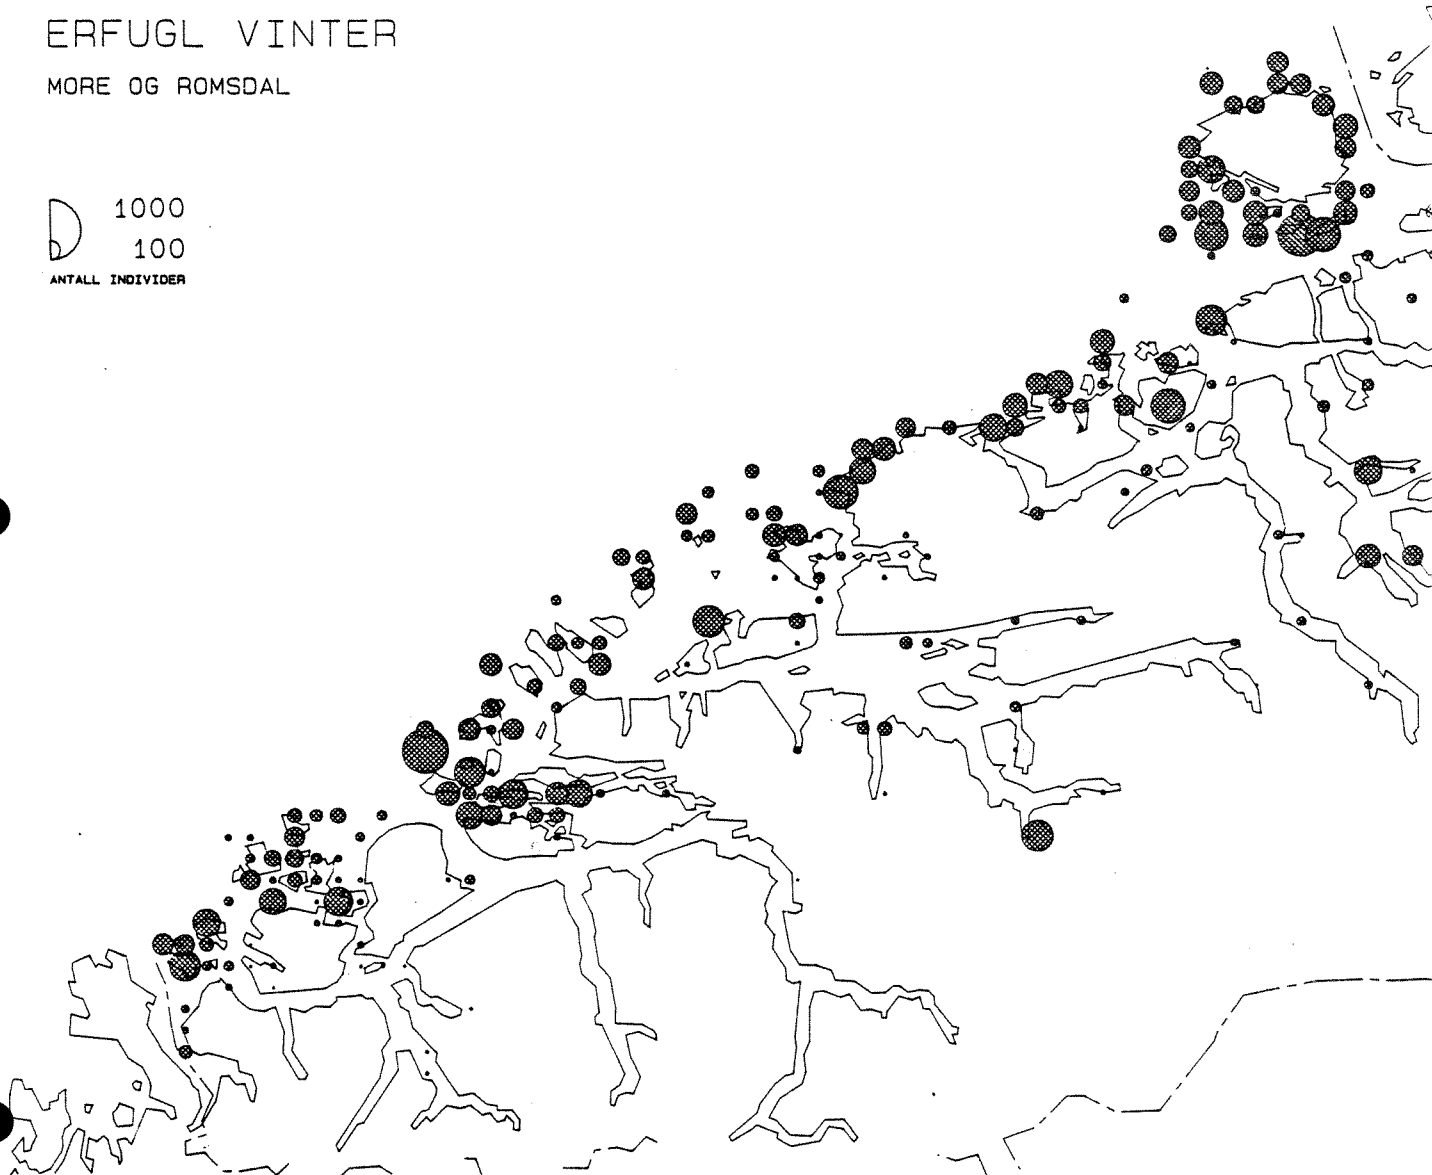 ERFUGL VINTER
MORE OG ROMSDAL
1000
100
ANTALL INDIVIDER